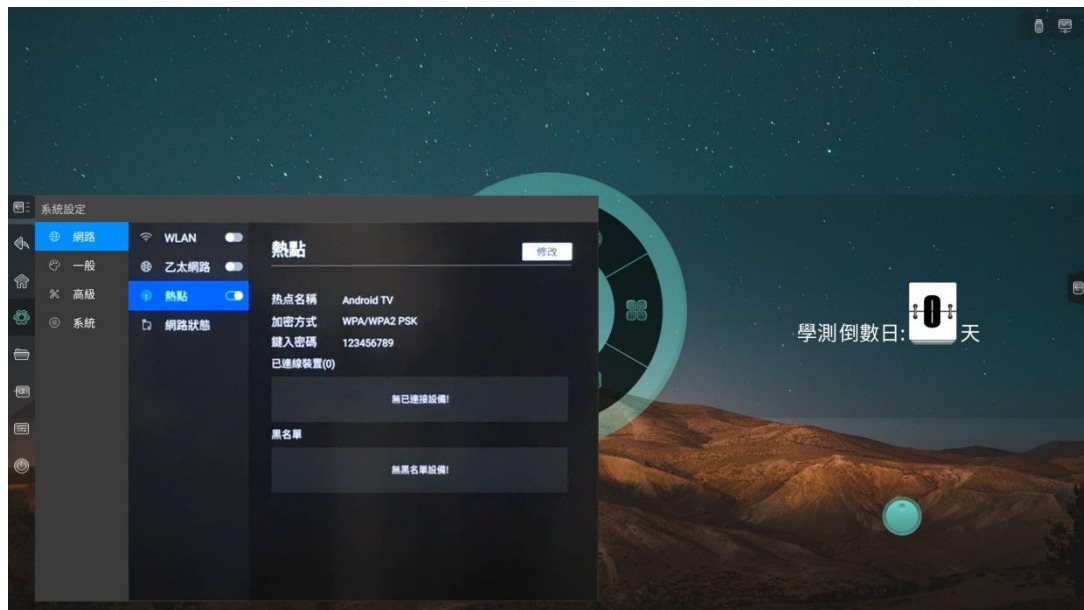 系統設定
網路
一般
高級
系統
WLAN
乙太網路
熱點
網路狀態
熱點
修改
热点名稱 Android TV
加密方式 WPA/WPA2 PSK
鍵入密碼 123456789
已連線裝置(0)
無已連接設備!
黑名單
無黑名單設備!
學測倒數日: 0 天